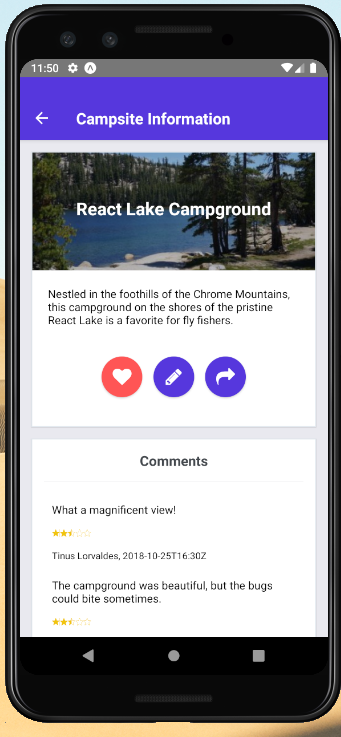 11:50
Campsite Information
React Lake Campground
Nestled in the foothills of the Chrome Mountains,
this campground on the shores of the pristine
React Lake is a favorite for fly fishers.
Comments
What a magnificent view!
Tinus Lorvaldes, 2018-10-25T16:30Z
The campground was beautiful, but the bugs
could bite sometimes.